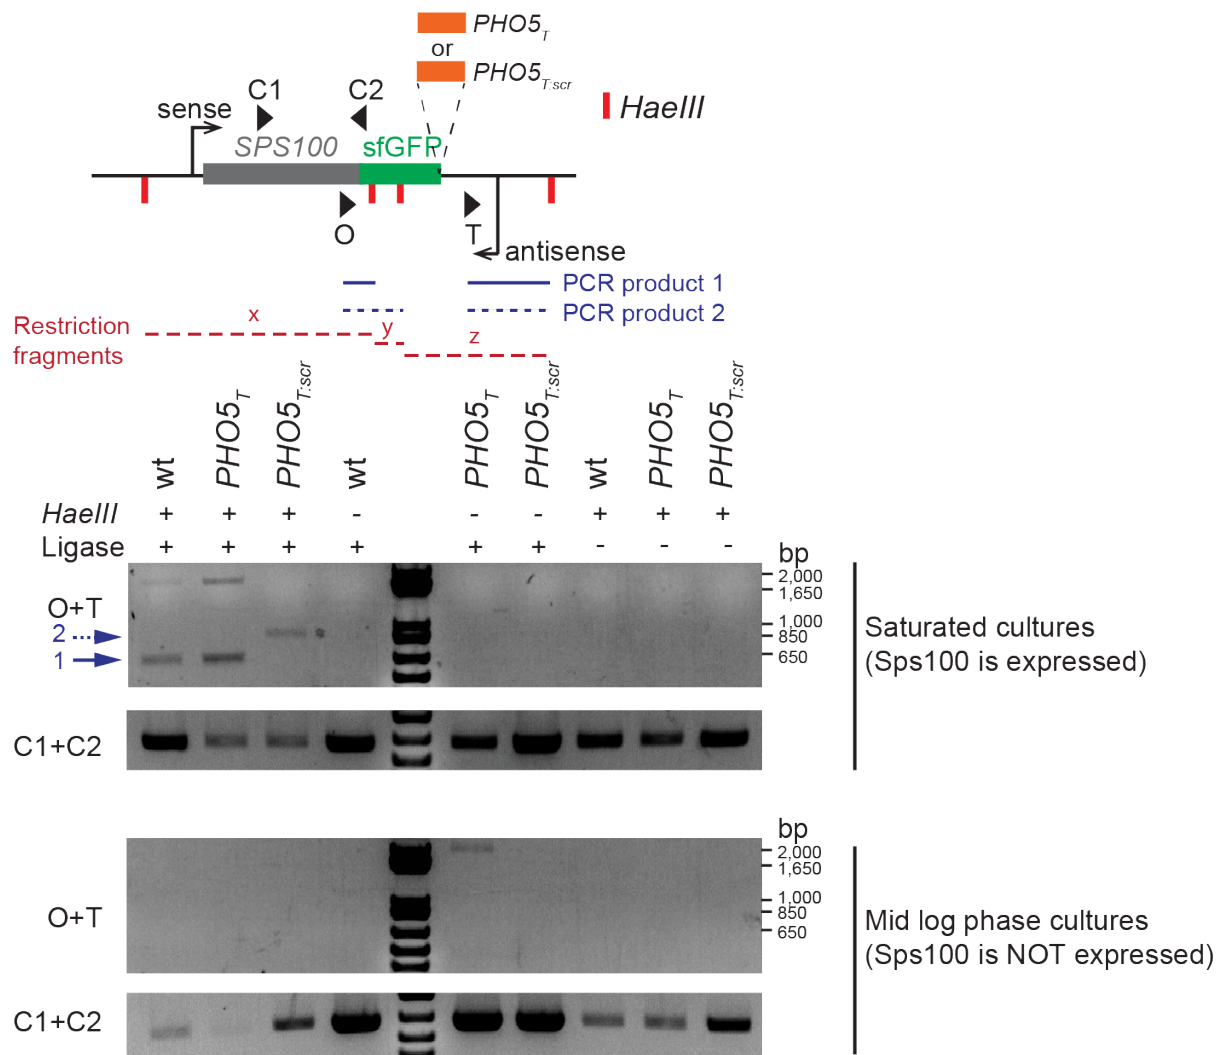 PHO5T
or
PHO5T:scr
HaeIII
C1 C2
sense
SPS100 sfGFP
O T
antisense
PCR product 1
PCR product 2
Restriction
fragments
x
y
z
wt PHO5T PHO5T:scr wt PHO5T PHO5T:scr wt PHO5T PHO5T:scr
HaeIII + + + - - - + + +
Ligase + + + + + + - - -
bp
2,000
1,650
1,000
850
650
O+T
2
1
C1+C2
Saturated cultures
(Sps100 is expressed)
bp
2,000
1,650
1,000
850
650
O+T
C1+C2
Mid log phase cultures
(Sps100 is NOT expressed)